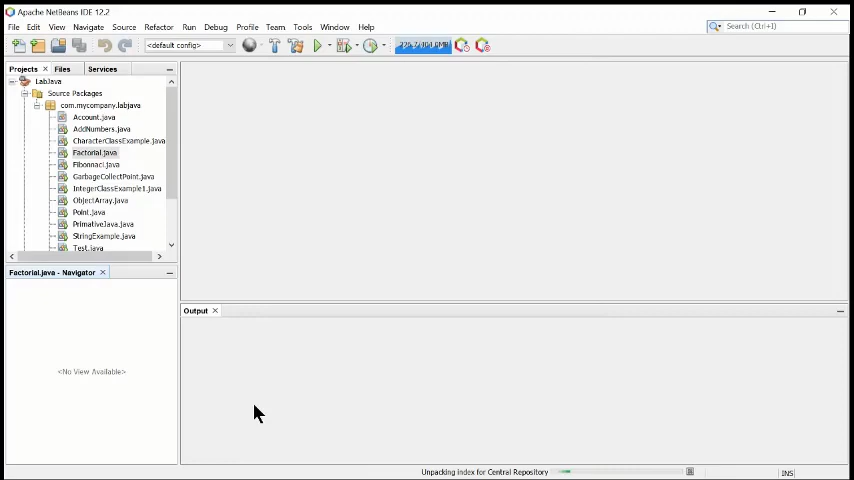 Apache NetBeans IDE 12.2
File Edit View Navigate Source Refactor Run Debug Profile Team Tools Window Help
Search (Ctrl+I)
<default config>
Projects Files Services
LabJava
Source Packages
com.mycompany.labjava
Account.java
AddNumbers.java
CharacterClassExample.java
Factorial.java
Fibonnaci.java
GarbageCollectPoint.java
IntegerClassExample1.java
ObjectArray.java
Point.java
PrimativeJava.java
StringExample.java
Test.java
Factorial.java - Navigator
<No View Available>
Output
Unpacking index for Central Repository
INS